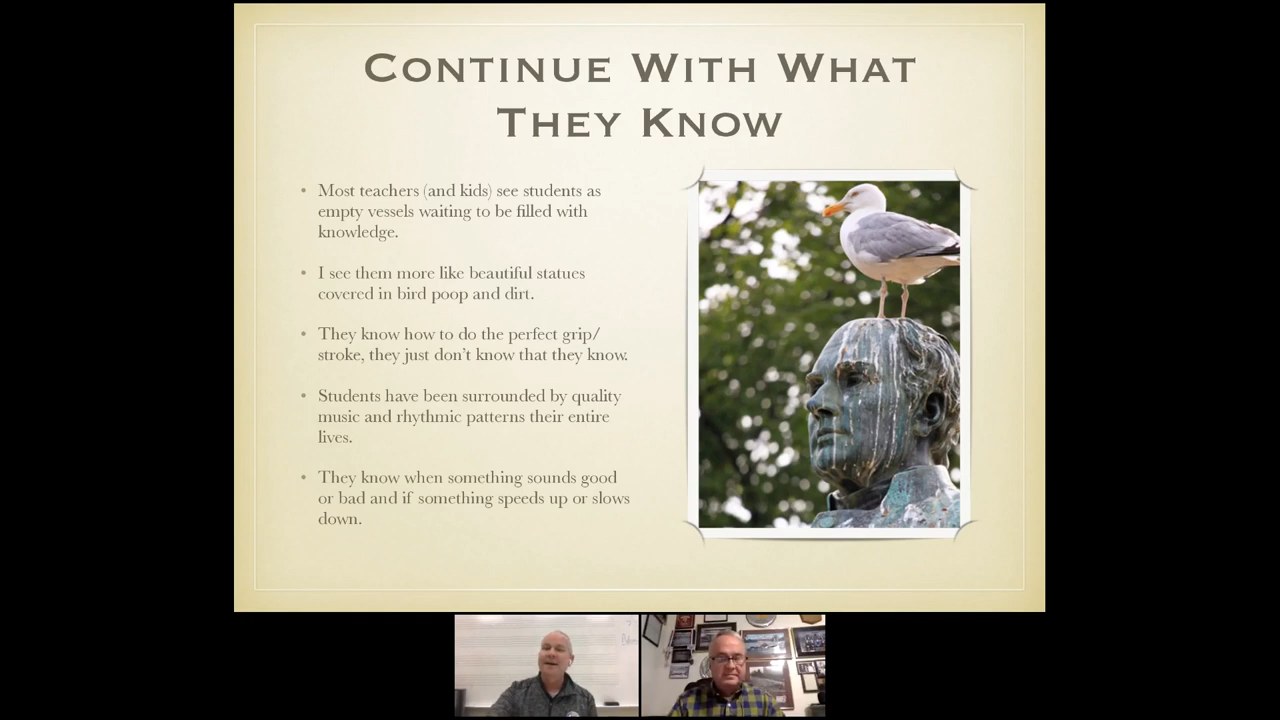 Continue With What
They Know
• Most teachers (and kids) see students as
empty vessels waiting to be filled with
knowledge.
• I see them more like beautiful statues
covered in bird poop and dirt.
• They know how to do the perfect grip/
stroke, they just don’t know that they know.
• Students have been surrounded by quality
music and rhythmic patterns their entire
lives.
• They know when something sounds good
or bad and if something speeds up or slows
down.